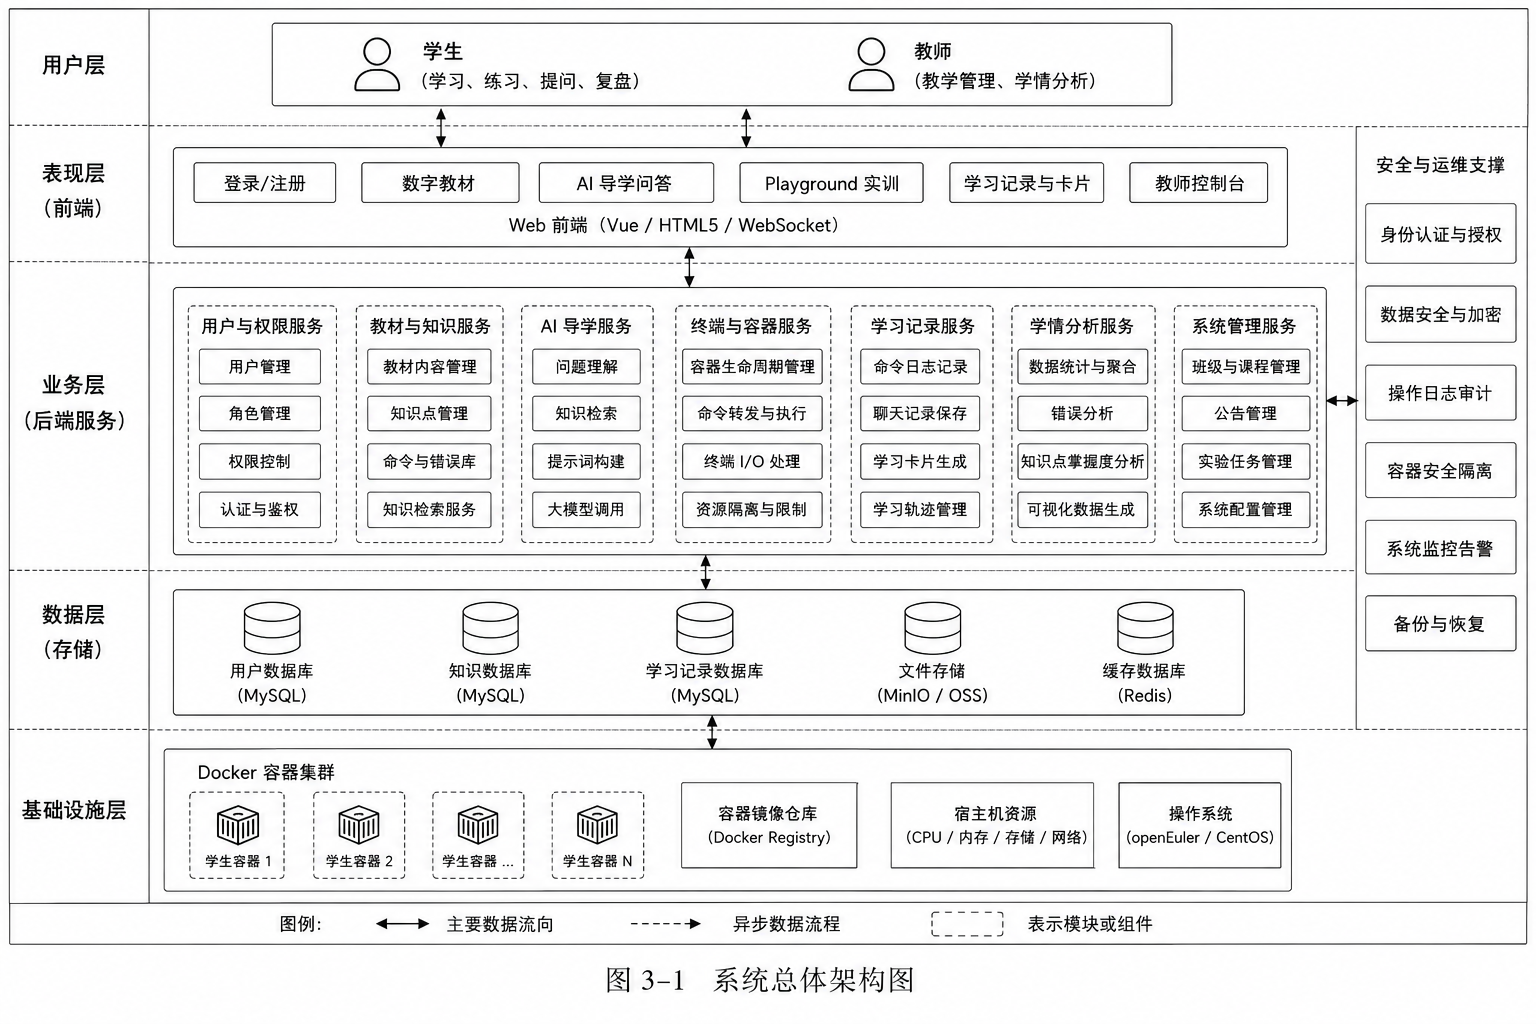 用户层
学生
（学习、练习、提问、复盘）
教师
（教学管理、学情分析）
表现层
（前端）
登录/注册
数字教材
AI 导学问答
Playground 实训
学习记录与卡片
教师控制台
Web 前端（Vue / HTML5 / WebSocket）
安全与运维支撑
身份认证与授权
数据安全与加密
操作日志审计
容器安全隔离
系统监控告警
备份与恢复
业务层
（后端服务）
用户与权限服务
用户管理
角色管理
权限控制
认证与鉴权
教材与知识服务
教材内容管理
知识点管理
命令与错误库
知识检索服务
AI 导学服务
问题理解
知识检索
提示词构建
大模型调用
终端与容器服务
容器生命周期管理
命令转发与执行
终端 I/O 处理
资源隔离与限制
学习记录服务
命令日志记录
聊天记录保存
学习卡片生成
学习轨迹管理
学情分析服务
数据统计与聚合
错误分析
知识点掌握度分析
可视化数据生成
系统管理服务
班级与课程管理
公告管理
实验任务管理
系统配置管理
数据层
（存储）
用户数据库
（MySQL）
知识数据库
（MySQL）
学习记录数据库
（MySQL）
文件存储
（MinIO / OSS）
缓存数据库
（Redis）
基础设施层
Docker 容器集群
学生容器 1
学生容器 2
学生容器 ...
学生容器 N
容器镜像仓库
（Docker Registry）
宿主机资源
（CPU / 内存 / 存储 / 网络）
操作系统
（openEuler / CentOS）
图例：
主要数据流向
异步数据流程
表示模块或组件
图 3-1 系统总体架构图